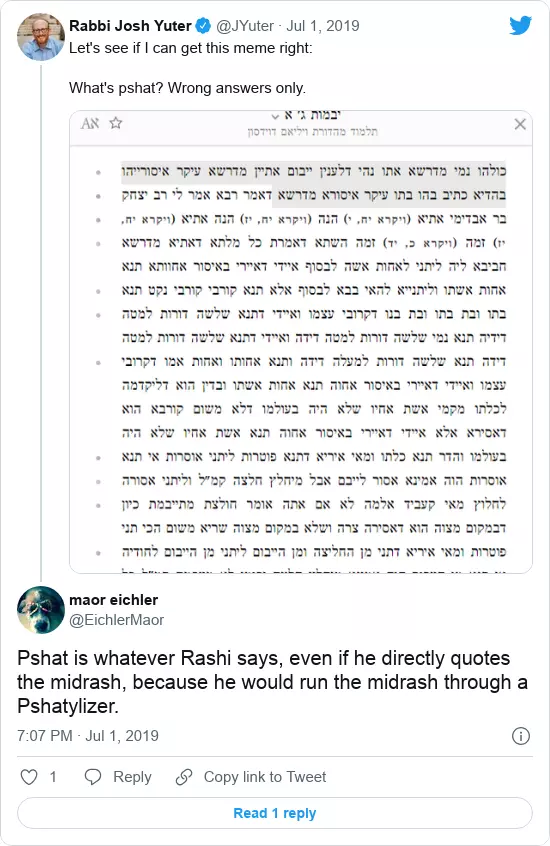 Rabbi Josh Yuter @JYuter · Jul 1, 2019
Let's see if I can get this meme right:
What's pshat? Wrong answers only.
יבמות ג׳ א
Aא
תלמוד מהדורת ויליאם דוידסון
כולהו נמי מדרשא אתו נהי דלענין ייבום אתיין מדרשא עיקר איסורייהו
בהדיא כתיב בהו בתו עיקר איסורא מדרשא דאמר רבא אמר לי רב יצחק
בר אבדימי אתיא (ויקרא יח, י) הנה (ויקרא יח, יז) הנה אתיא (ויקרא יח,
יז) זמה (ויקרא כ, יד) זמה השתא דאמרת כל מלתא דאתיא מדרשא
חביבא ליה ליתני לאחות אשה לבסוף איידי דאיירי באיסור אחוותא תנא
אחות אשתו וליתנייא להאי בבא לבסוף אלא תנא קורבי קורבי נקט תנא
בתו ובת בתו ובת בנו דקרובי עצמו ואיידי דתנא שלשה דורות למטה
דידיה תנא נמי שלשה דורות למטה דידה ואיידי דתנא שלשה דורות למטה
דידה תנא שלשה דורות למעלה דידה ותנא אחותו ואחות אמו דקרובי
עצמו ואיידי דאיירי באיסור אחוה תנא אחות אשתו ובדין הוא דליקדמה
לכלתו מקמי אשת אחיו שלא היה בעולמו דלא משום קורבא הוא
דאסירא אלא איידי דאיירי באיסור אחוה תנא אשת אחיו שלא היה
בעולמו והדר תנא כלתו ומאי איריא דתנא פוטרות ליתני אוסרות אי תנא
אוסרות הוה אמינא אסור לייבם אבל מיחלץ חלצה קמ"ל וליתני אסורה
לחלוץ מאי קעביד אלמה לא אם אתה אומר חולצת מתייבמת כיון
דבמקום מצוה הוא דאסירה צרה ושלא במקום מצוה שריא משום הכי תני
פוטרות ומאי איריא דתני מן החליצה ומן הייבום ליתני מן הייבום לחודיה
maor eichler
@EichlerMaor
Pshat is whatever Rashi says, even if he directly quotes
the midrash, because he would run the midrash through a
Pshatylizer.
7:07 PM · Jul 1, 2019
1 Reply Copy link to Tweet
Read 1 reply